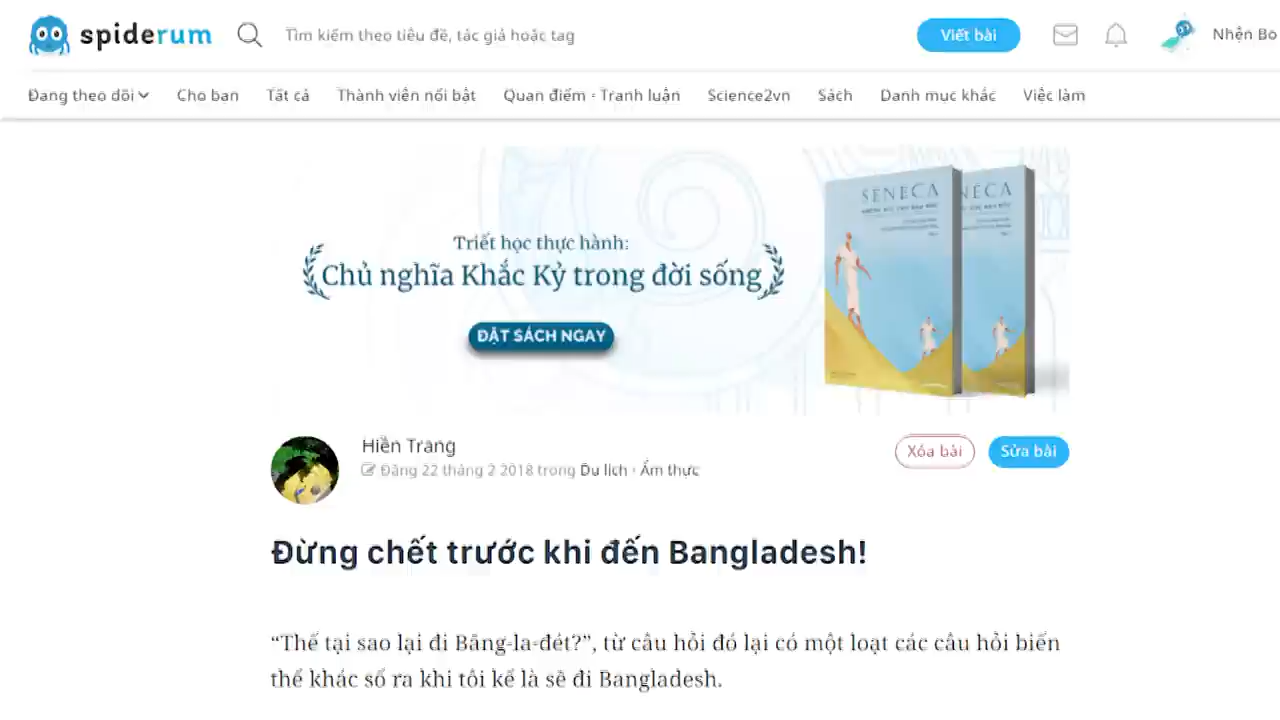 spiderum
Tìm kiếm theo tiêu đề, tác giả hoặc tag
Viết bài
Nhện Bo
Đang theo dõi
Cho bạn
Tất cả
Thành viên nổi bật
Quan điểm - Tranh luận
Science2vn
Sách
Danh mục khác
Việc làm
Triết học thực hành:
Chủ nghĩa Khắc Kỷ trong đời sống
ĐẶT SÁCH NGAY
SENECA
NECA
Hiền Trang
Đăng 22 tháng 2 2018 trong Du lịch - Ẩm thực
Xóa bài
Sửa bài
Đừng chết trước khi đến Bangladesh!
“Thế tại sao lại đi Băng-la-đét?”, từ câu hỏi đó lại có một loạt các câu hỏi biến
thể khác sổ ra khi tôi kể là sẽ đi Bangladesh.